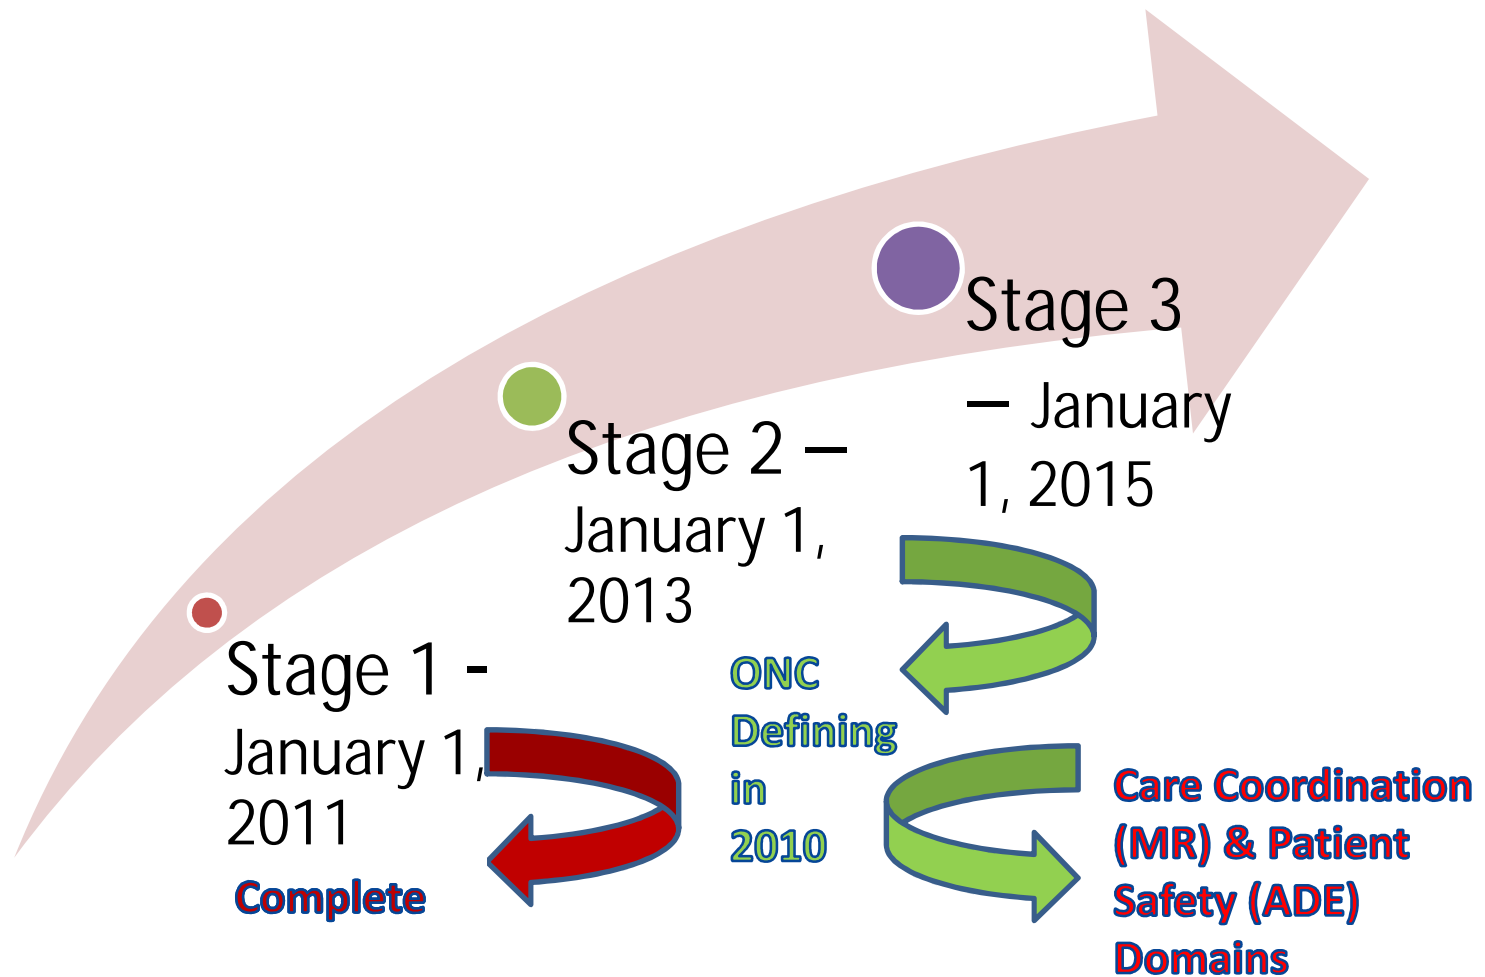 Stage 1 -
January 1,
2011
Complete
Stage 2 –
January 1,
2013
Stage 3
– January
1, 2015
ONC
Defining
in
2010
Care Coordination
(MR) & Patient
Safety (ADE)
Domains